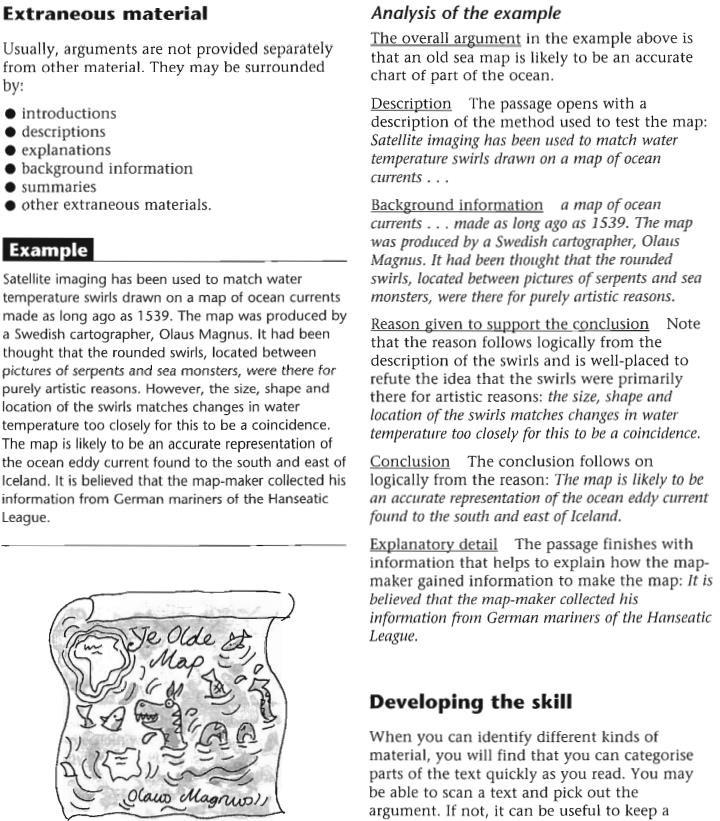 Extraneous material
Usually, arguments are not provided separately
from other material. They may be surrounded
by:
● introductions
● descriptions
● explanations
● background information
● summaries
● other extraneous materials.
Example
Satellite imaging has been used to match water
temperature swirls drawn on a map of ocean currents
made as long ago as 1539. The map was produced by
a Swedish cartographer, Olaus Magnus. It had been
thought that the rounded swirls, located between
pictures of serpents and sea monsters, were there for
purely artistic reasons. However, the size, shape and
location of the swirls matches changes in water
temperature too closely for this to be a coincidence.
The map is likely to be an accurate representation of
the ocean eddy current found to the south and east of
Iceland. It is believed that the map-maker collected his
information from German mariners of the Hanseatic
League.
Ye Olde
Map
Olaus Magnus
Analysis of the example
The overall argument in the example above is
that an old sea map is likely to be an accurate
chart of part of the ocean.
Description The passage opens with a
description of the method used to test the map:
Satellite imaging has been used to match water
temperature swirls drawn on a map of ocean
currents . . .
Background information a map of ocean
currents . . . made as long ago as 1539. The map
was produced by a Swedish cartographer, Olaus
Magnus. It had been thought that the rounded
swirls, located between pictures of serpents and sea
monsters, were there for purely artistic reasons.
Reason given to support the conclusion Note
that the reason follows logically from the
description of the swirls and is well-placed to
refute the idea that the swirls were primarily
there for artistic reasons: the size, shape and
location of the swirls matches changes in water
temperature too closely for this to be a coincidence.
Conclusion The conclusion follows on
logically from the reason: The map is likely to be
an accurate representation of the ocean eddy current
found to the south and east of Iceland.
Explanatory detail The passage finishes with
information that helps to explain how the map-
maker gained information to make the map: It is
believed that the map-maker collected his
information from German mariners of the Hanseatic
League.
Developing the skill
When you can identify different kinds of
material, you will find that you can categorise
parts of the text quickly as you read. You may
be able to scan a text and pick out the
argument. If not, it can be useful to keep a